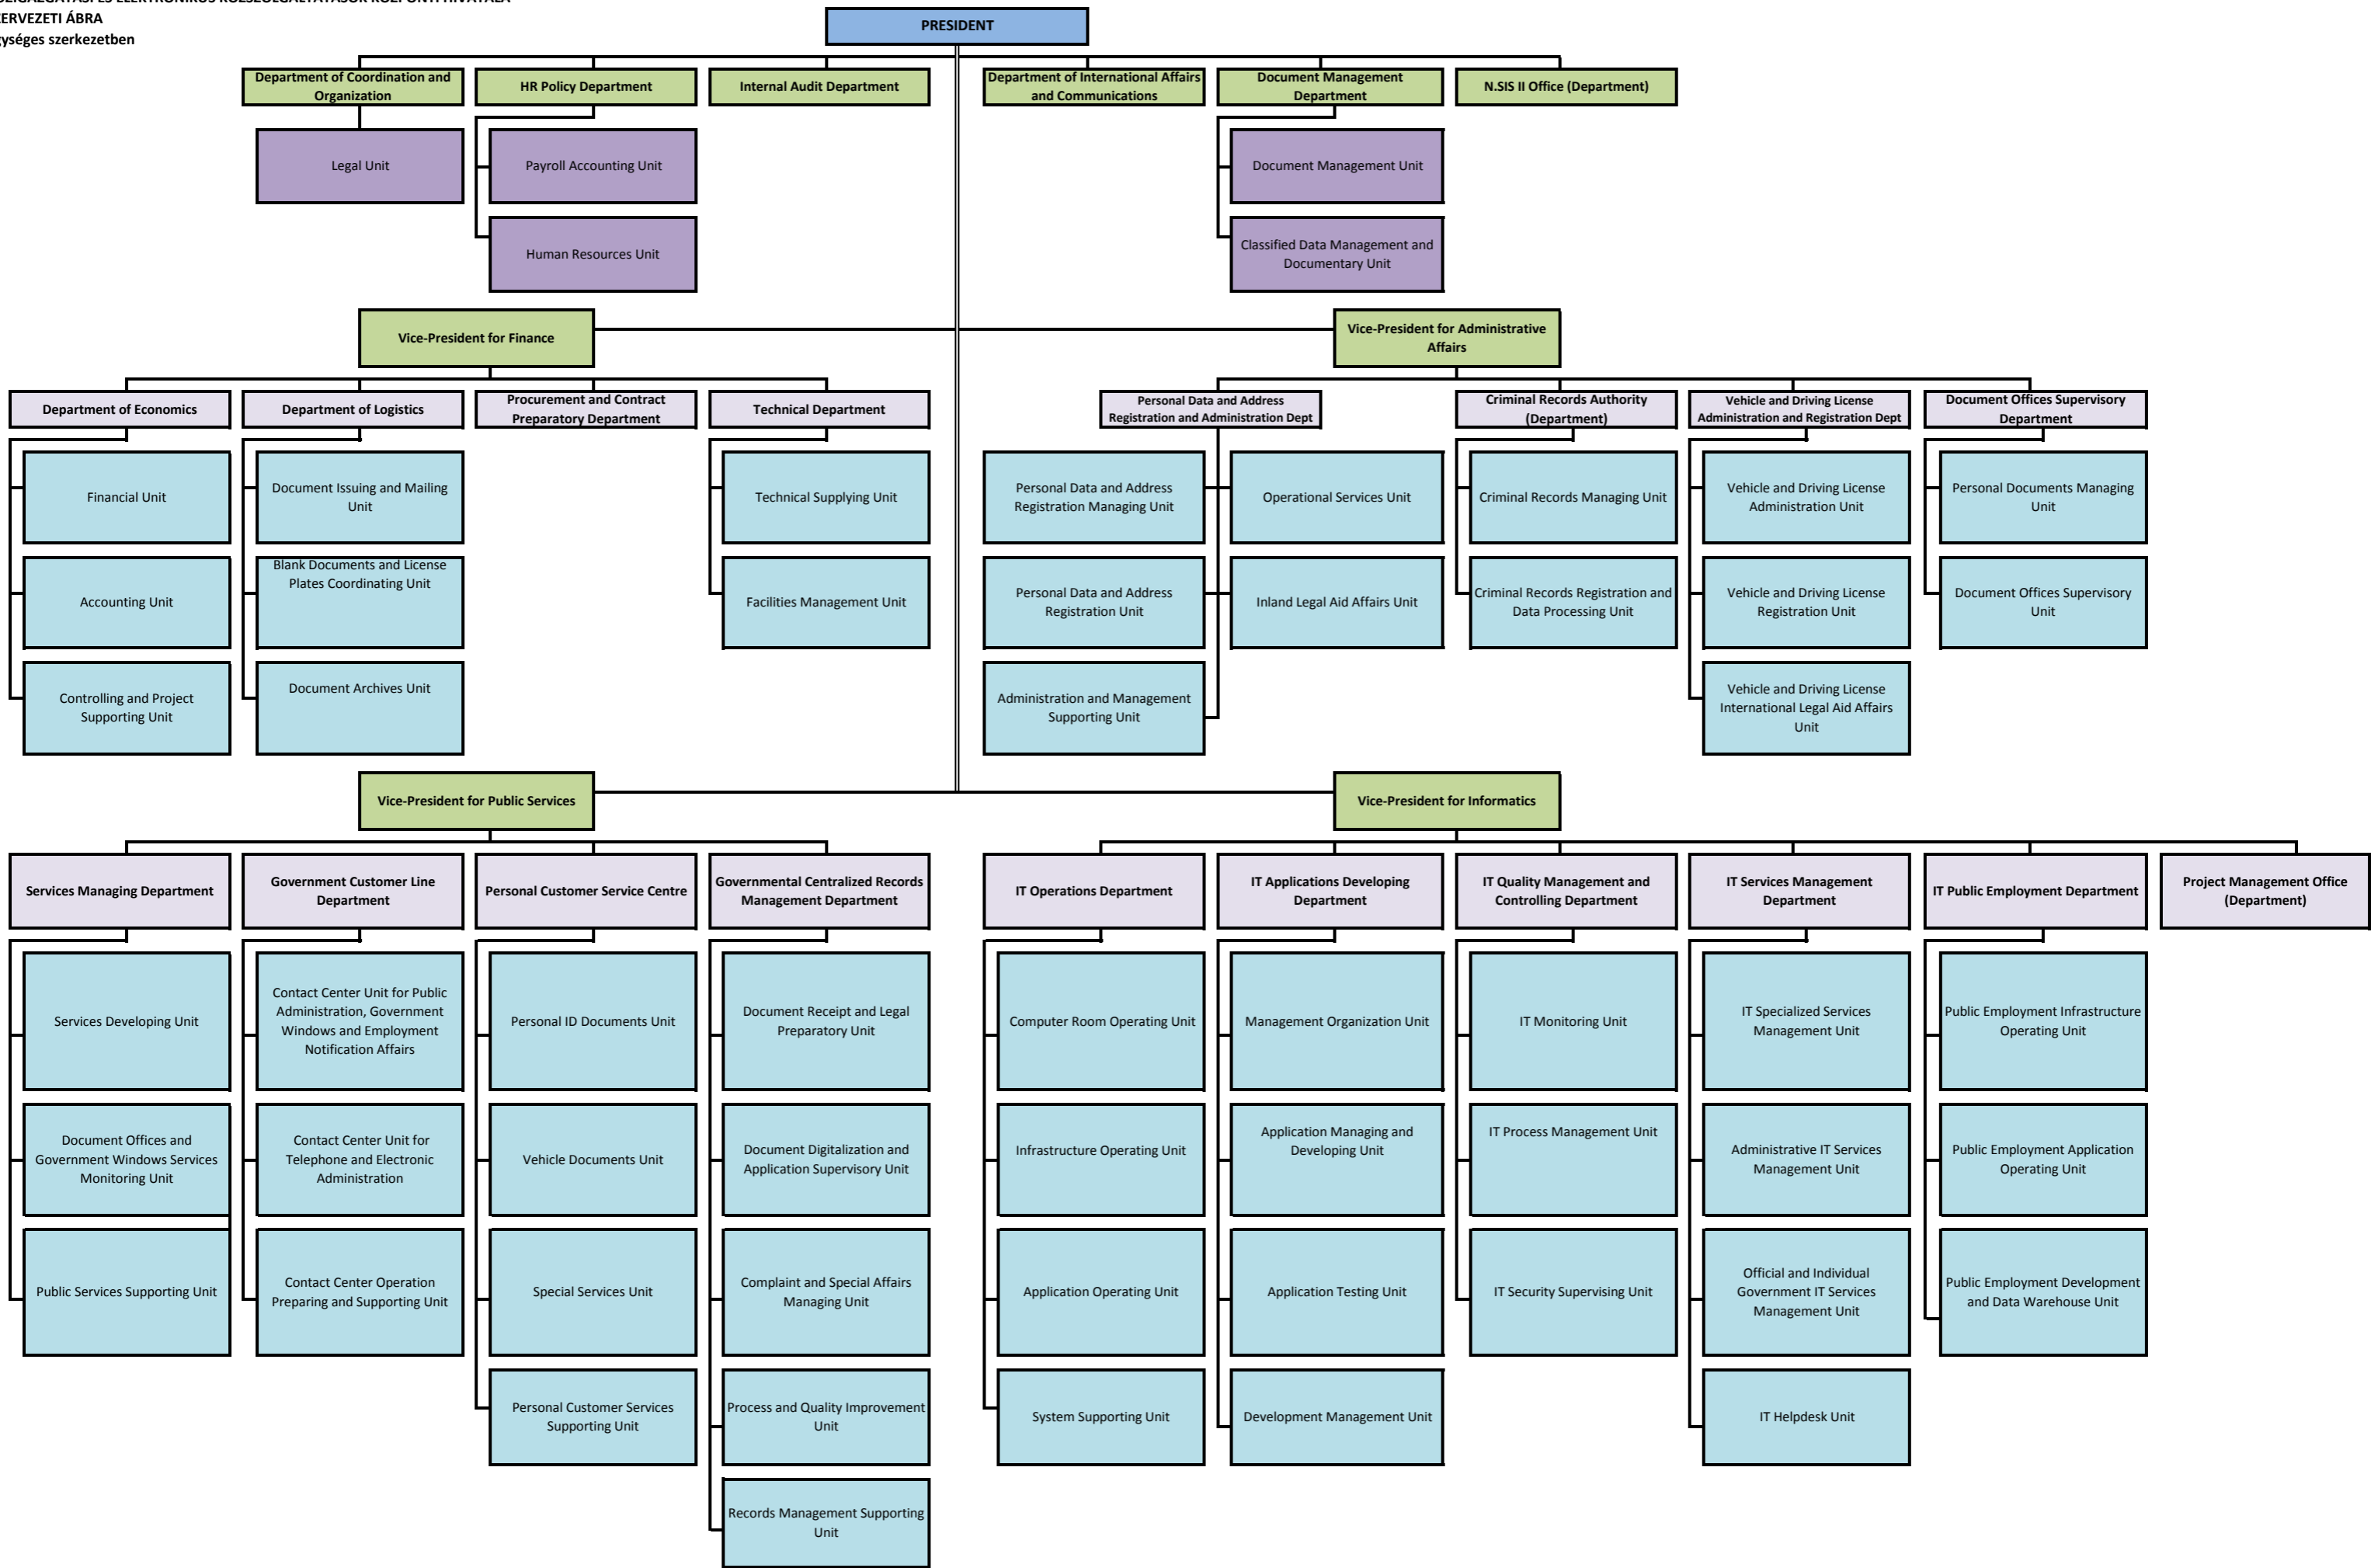 KÖZIGAZGATÁSI ÉS ELEKTRONIKUS KÖZSZOLGÁLTATÁSOK KÖZPONTI HIVATALA
ERVEZETI ÁBRA
ységes szerkezetben
PRESIDENT
Department of Coordination and
Organization
HR Policy Department
Internal Audit Department
Department of International Affairs
and Communications
Document Management
Department
N.SIS II Office (Department)
Legal Unit
Payroll Accounting Unit
Document Management Unit
Human Resources Unit
Classified Data Management and
Documentary Unit
Vice-President for Finance
Vice-President for Administrative
Affairs
Department of Economics
Department of Logistics
Procurement and Contract
Preparatory Department
Technical Department
Personal Data and Address
Registration and Administration Dept
Criminal Records Authority
(Department)
Vehicle and Driving License
Administration and Registration Dept
Document Offices Supervisory
Department
Financial Unit
Document Issuing and Mailing
Unit
Technical Supplying Unit
Personal Data and Address
Registration Managing Unit
Operational Services Unit
Criminal Records Managing Unit
Vehicle and Driving License
Administration Unit
Personal Documents Managing
Unit
Accounting Unit
Blank Documents and License
Plates Coordinating Unit
Facilities Management Unit
Personal Data and Address
Registration Unit
Inland Legal Aid Affairs Unit
Criminal Records Registration and
Data Processing Unit
Vehicle and Driving License
Registration Unit
Document Offices Supervisory
Unit
Controlling and Project
Supporting Unit
Document Archives Unit
Administration and Management
Supporting Unit
Vehicle and Driving License
International Legal Aid Affairs
Unit
Vice-President for Public Services
Vice-President for Informatics
Services Managing Department
Government Customer Line
Department
Personal Customer Service Centre
Governmental Centralized Records
Management Department
IT Operations Department
IT Applications Developing
Department
IT Quality Management and
Controlling Department
IT Services Management
Department
IT Public Employment Department
Project Management Office
(Department)
Services Developing Unit
Contact Center Unit for Public
Administration, Government
Windows and Employment
Notification Affairs
Personal ID Documents Unit
Document Receipt and Legal
Preparatory Unit
Computer Room Operating Unit
Management Organization Unit
IT Monitoring Unit
IT Specialized Services
Management Unit
Public Employment Infrastructure
Operating Unit
Document Offices and
Government Windows Services
Monitoring Unit
Contact Center Unit for
Telephone and Electronic
Administration
Vehicle Documents Unit
Document Digitalization and
Application Supervisory Unit
Infrastructure Operating Unit
Application Managing and
Developing Unit
IT Process Management Unit
Administrative IT Services
Management Unit
Public Employment Application
Operating Unit
Public Services Supporting Unit
Contact Center Operation
Preparing and Supporting Unit
Special Services Unit
Complaint and Special Affairs
Managing Unit
Application Operating Unit
Application Testing Unit
IT Security Supervising Unit
Official and Individual
Government IT Services
Management Unit
Public Employment Development
and Data Warehouse Unit
Personal Customer Services
Supporting Unit
Process and Quality Improvement
Unit
System Supporting Unit
Development Management Unit
IT Helpdesk Unit
Records Management Supporting
Unit